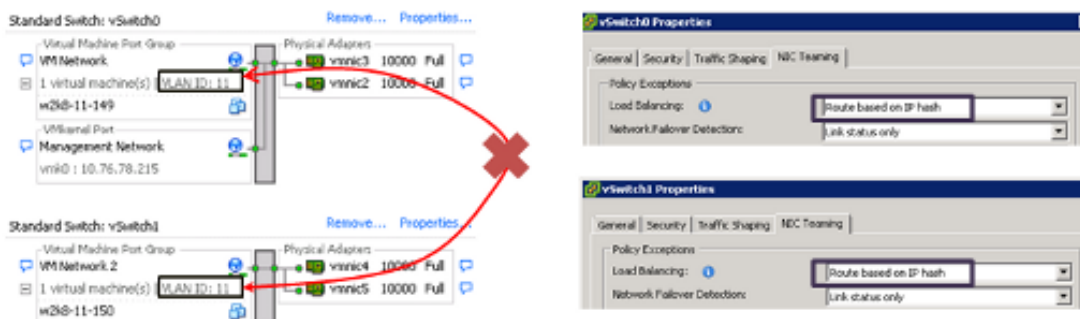 Standard Switch: vSwitch0
Remove... Properties...
Virtual Machine Port Group
Physical Adapters
VM Network
vmnic3 10000 Full
1 virtual machine(s) | VLAN ID: 11
vmnic2 10000 Full
w2k8-11-149
VMkernel Port
Management Network
vmk0 : 10.76.78.215
Standard Switch: vSwitch1
Remove... Properties...
Virtual Machine Port Group
Physical Adapters
VM Network 2
vmnic4 10000 Full
1 virtual machine(s) | VLAN ID: 11
vmnic5 10000 Full
w2k8-11-150
vSwitch0 Properties
General Security Traffic Shaping NIC Teaming
Policy Exceptions
Load Balancing: Route based on IP hash
Network Failover Detection: Link status only
vSwitch1 Properties
General Security Traffic Shaping NIC Teaming
Policy Exceptions
Load Balancing: Route based on IP hash
Network Failover Detection: Link status only